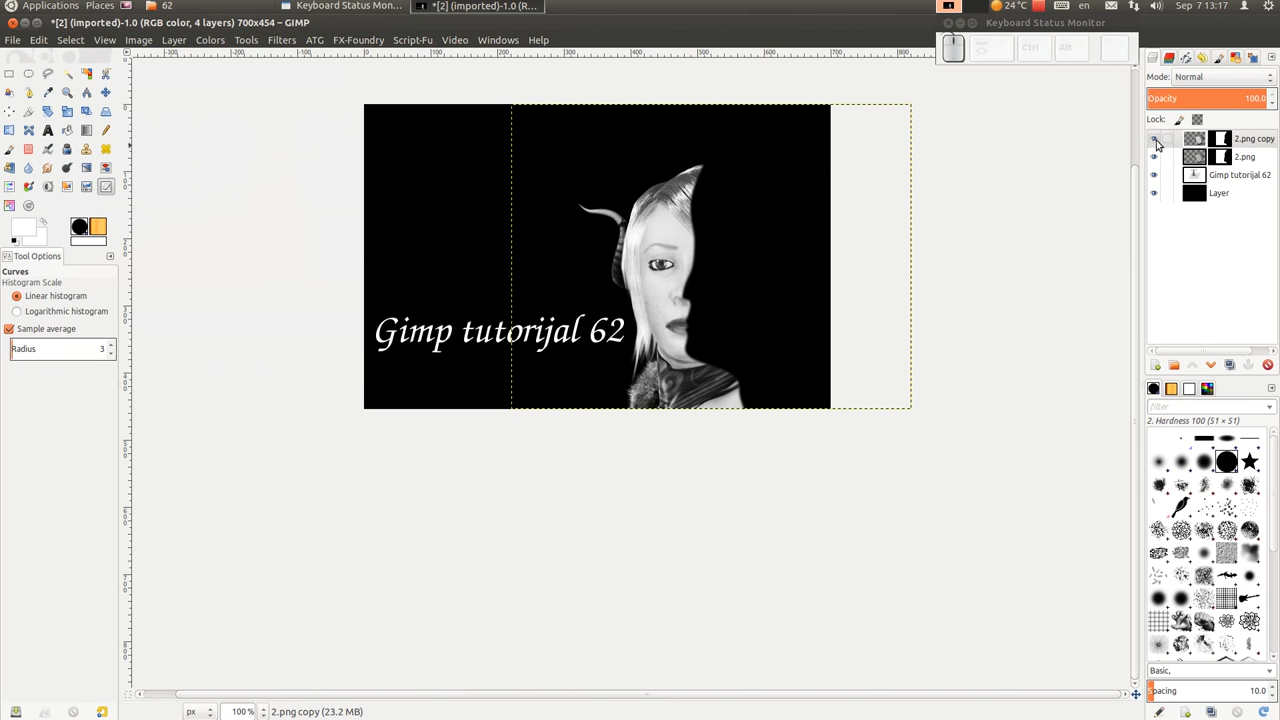 Applications Places 62 Keyboard Status Mon... *[2] (imported)-1.0 (R... 24 °C en Sep 7 13:17
*[2] (imported)-1.0 (RGB color, 4 layers) 700x454 – GIMP
Keyboard Status Monitor
File Edit Select View Image Layer Colors Tools Filters ATG FX-Foundry Script-Fu Video Windows Help
Ctrl Alt
Mode: Normal
Opacity 100.0
Lock:
2.png copy
2.png
Gimp tutorijal 62
Layer
Tool Options
Curves
Histogram Scale
Linear histogram
Logarithmic histogram
Sample average
Radius 3
Gimp tutorijal 62
filter
2. Hardness 100 (51 × 51)
Basic,
Spacing 10.0
px 100 % 2.png copy (23.2 MB)